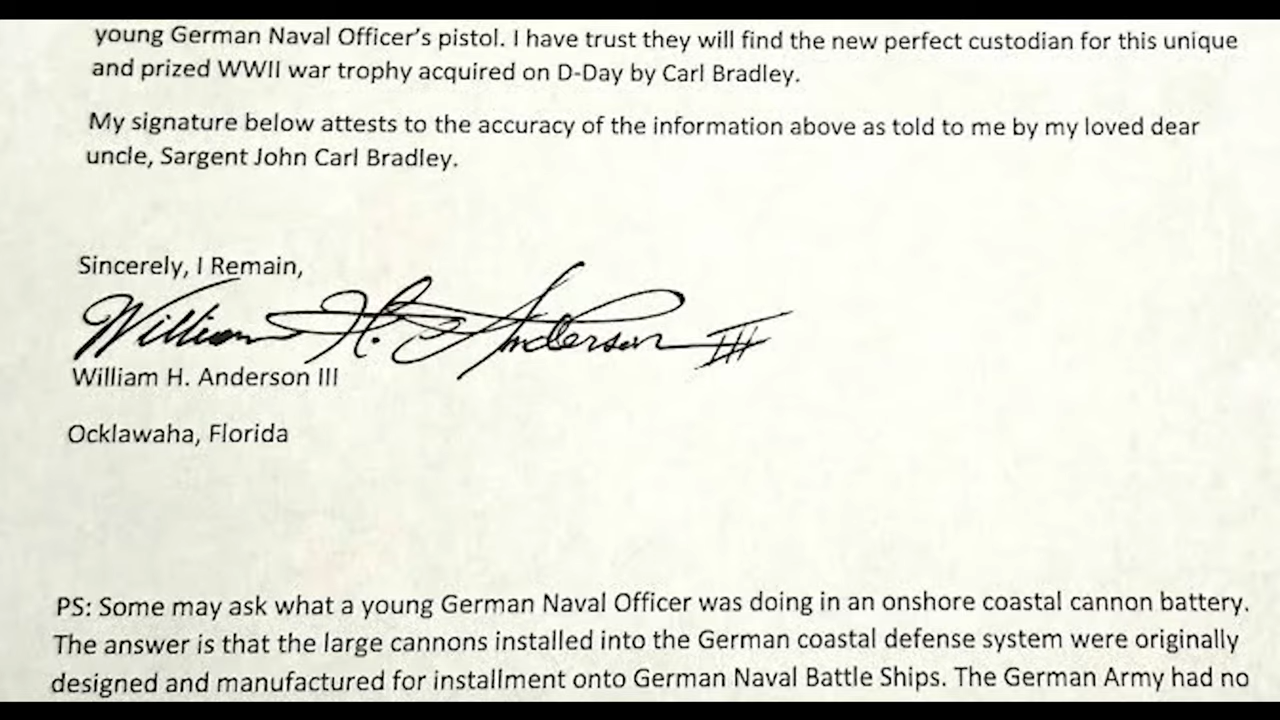 young German Naval Officer's pistol. I have trust they will find the new perfect custodian for this unique
and prized WWII war trophy acquired on D-Day by Carl Bradley.
My signature below attests to the accuracy of the information above as told to me by my loved dear
uncle, Sargent John Carl Bradley.
Sincerely, I Remain,
William H. Anderson III
William H. Anderson III
Ocklawaha, Florida
PS: Some may ask what a young German Naval Officer was doing in an onshore coastal cannon battery.
The answer is that the large cannons installed into the German coastal defense system were originally
designed and manufactured for installment onto German Naval Battle Ships. The German Army had no